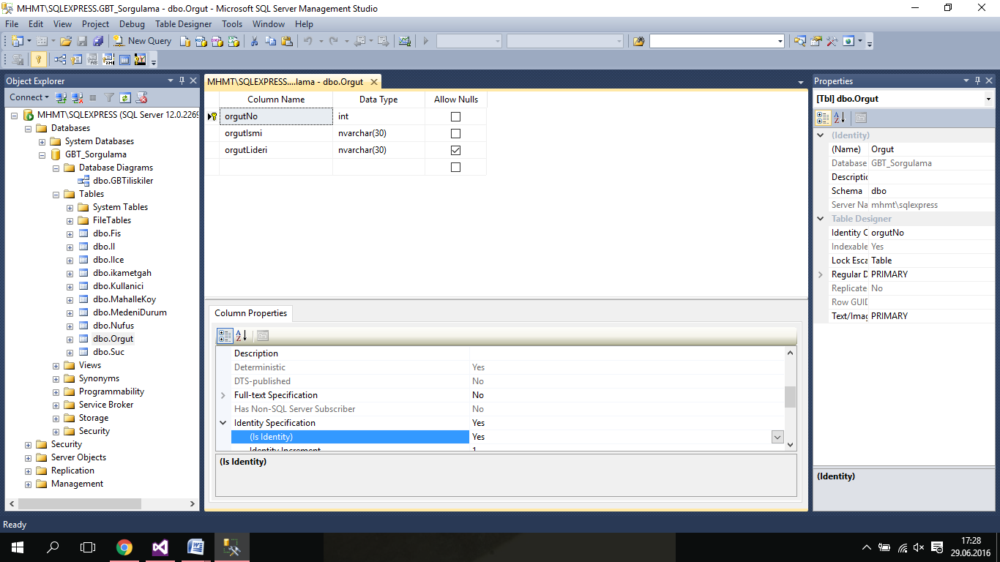 MHMT\SQLEXPRESS.GBT_Sorgulama - dbo.Orgut - Microsoft SQL Server Management Studio
File Edit View Project Debug Table Designer Tools Window Help
New Query
Object Explorer
Connect
MHMT\SQLEXPRESS (SQL Server 12.0.2269
Databases
System Databases
GBT_Sorgulama
Database Diagrams
dbo.GBTiliskiler
Tables
System Tables
FileTables
dbo.Fis
dbo.Il
dbo.Ilce
dbo.ikametgah
dbo.Kullanici
dbo.MahalleKoy
dbo.MedeniDurum
dbo.Nufus
dbo.Orgut
dbo.Suc
Views
Synonyms
Programmability
Service Broker
Storage
Security
Security
Server Objects
Replication
Management
MHMT\SQLEXPRESS....lama - dbo.Orgut
Column Name Data Type Allow Nulls
orgutNo int
orgutIsmi nvarchar(30)
orgutLideri nvarchar(30)
Column Properties
Description
Deterministic Yes
DTS-published No
Full-text Specification No
Has Non-SQL Server Subscriber No
Identity Specification Yes
(Is Identity) Yes
Identity Increment 1
(Is Identity)
Properties
[Tbl] dbo.Orgut
(Identity)
(Name) Orgut
Database GBT_Sorgulama
Descriptic
Schema dbo
Server Na mhmt\sqlexpress
Table Designer
Identity C orgutNo
Indexable Yes
Lock Esca Table
Regular D PRIMARY
Replicate No
Row GUID
Text/Imag PRIMARY
(Identity)
Ready
17:28
29.06.2016